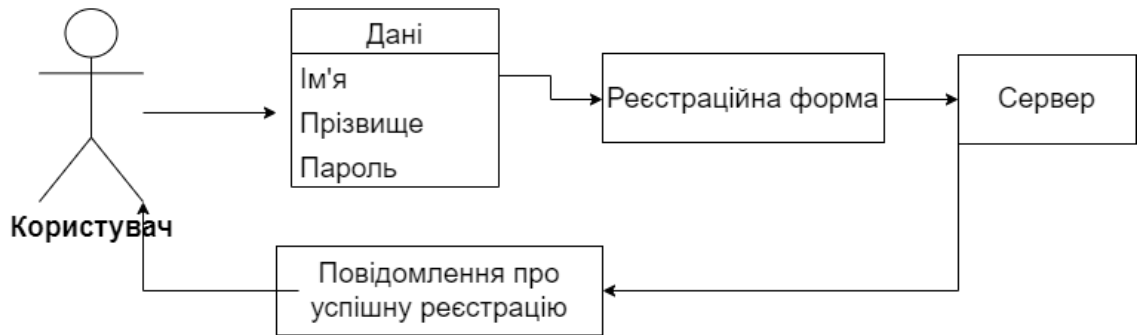 Дані
Ім'я
Прізвище
Пароль
Реєстраційна форма
Сервер
Користувач
Повідомлення про
успішну реєстрацію